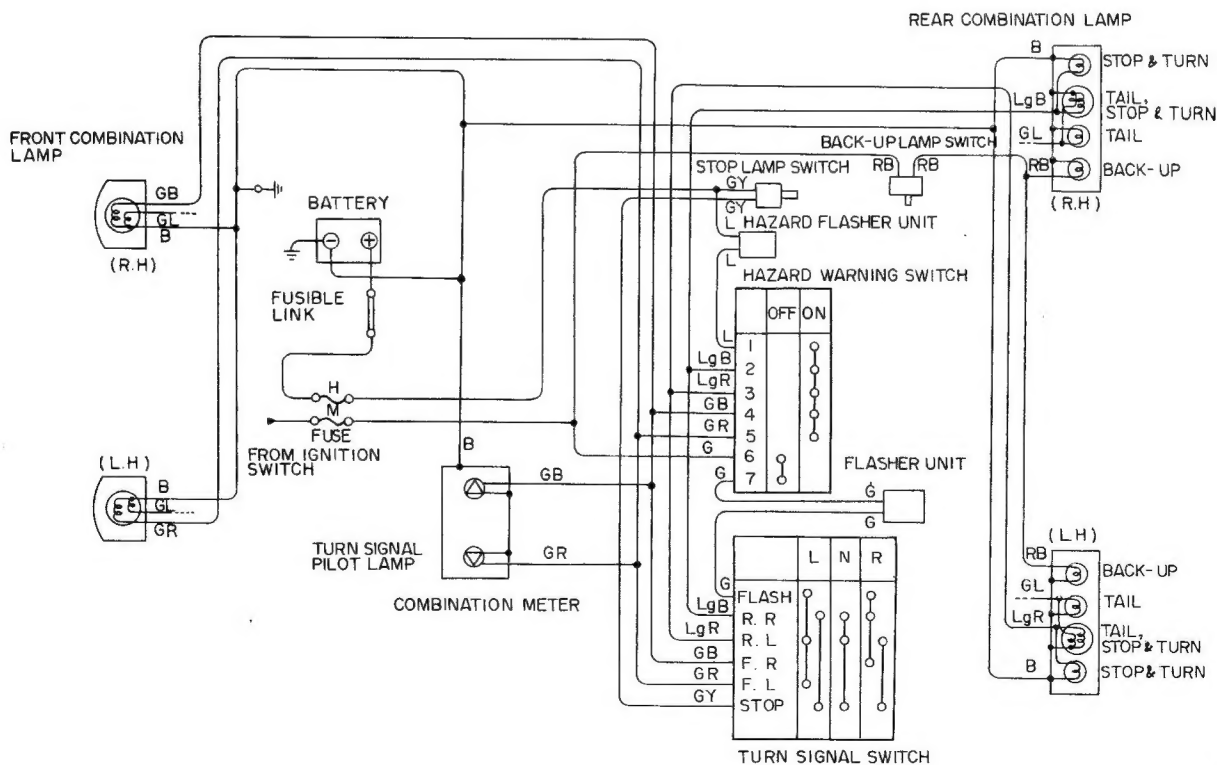 REAR COMBINATION LAMP
B
STOP & TURN
LgB
TAIL,
STOP & TURN
GL
TAIL
RB
BACK-UP
(R.H)
FRONT COMBINATION
LAMP
GB
GL
B
(R.H)
BATTERY
- +
FUSIBLE
LINK
H
M
FUSE
FROM IGNITION
SWITCH
(L.H)
B
GL
GR
BACK-UP LAMP SWITCH
RB RB
STOP LAMP SWITCH
GY
GY
L
HAZARD FLASHER UNIT
L
HAZARD WARNING SWITCH
OFF ON
L 1
LgB 2
LgR 3
GB 4
GR 5
G 6
G 7
FLASHER UNIT
G
G
B
GB
GR
TURN SIGNAL
PILOT LAMP
COMBINATION METER
L N R
G FLASH
LgB R. R
LgR R. L
GB F. R
GR F. L
GY STOP
TURN SIGNAL SWITCH
(L.H)
RB
BACK-UP
GL
TAIL
LgR
TAIL,
STOP & TURN
B
STOP & TURN